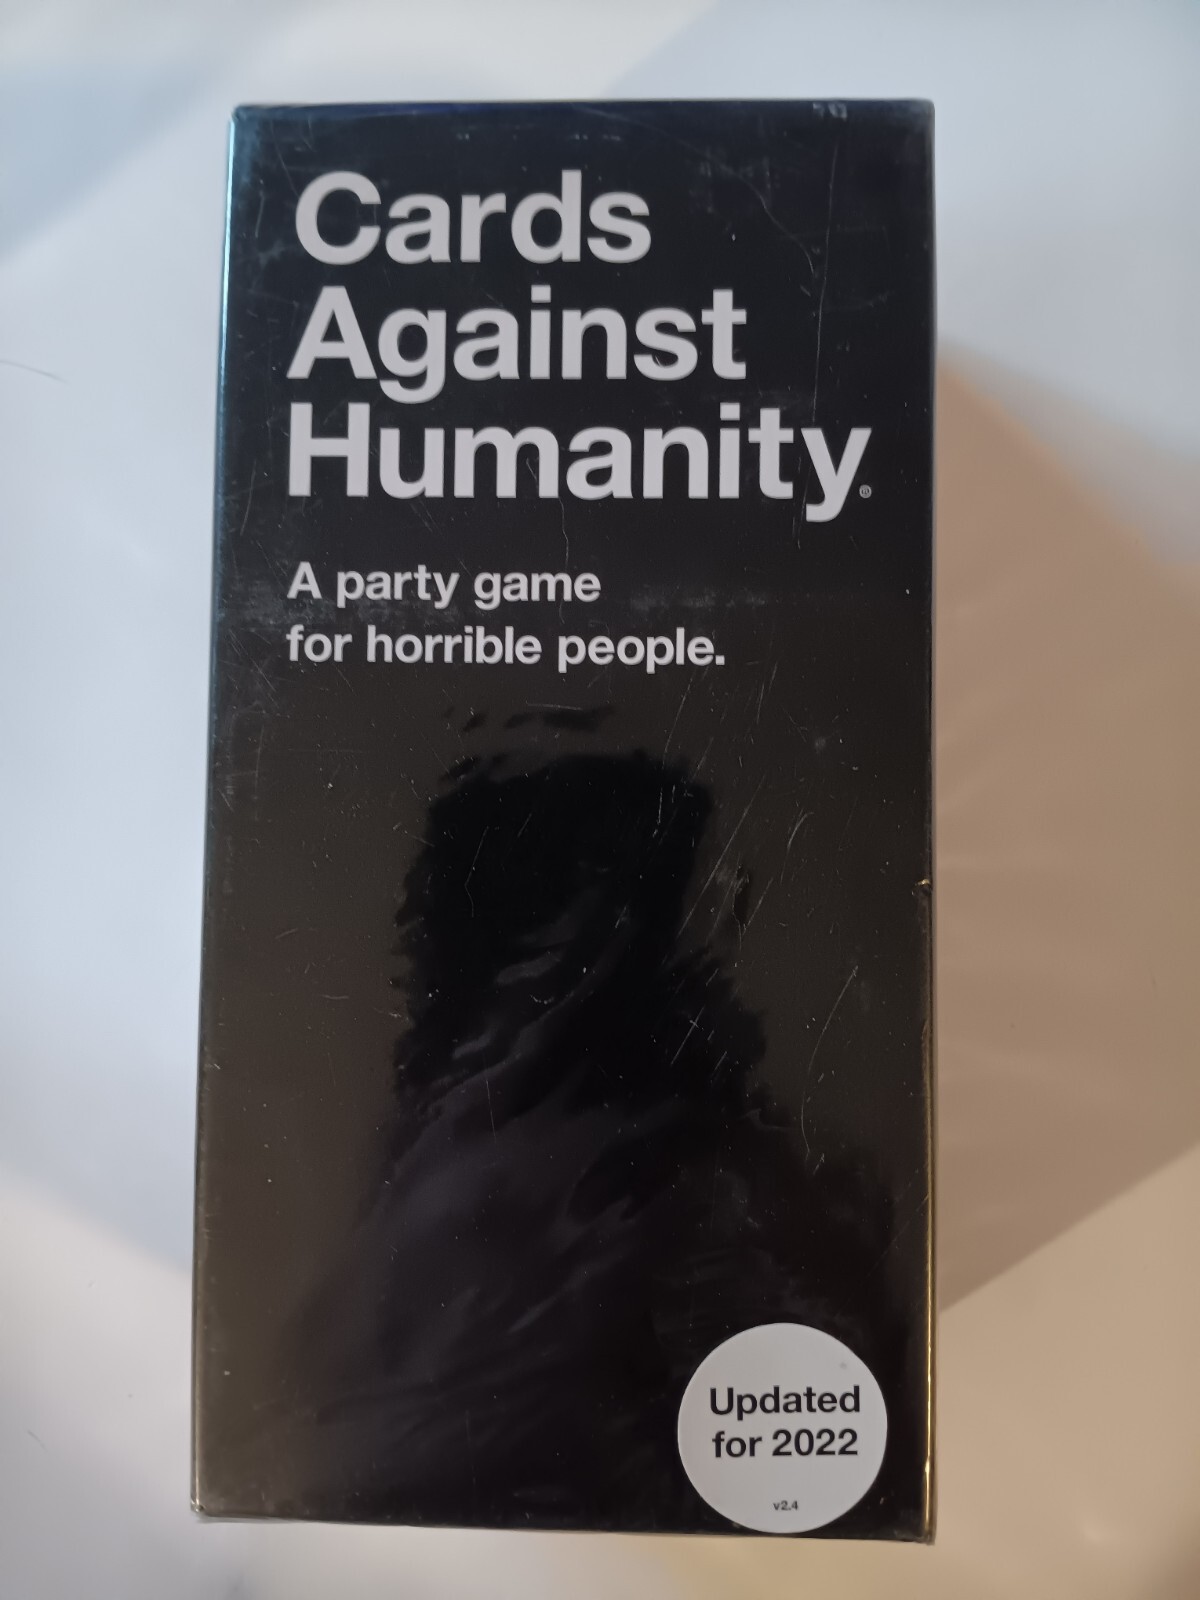 Cards
Against
Humanity®
A party game
for horrible people.
Updated
for 2022
v2.4